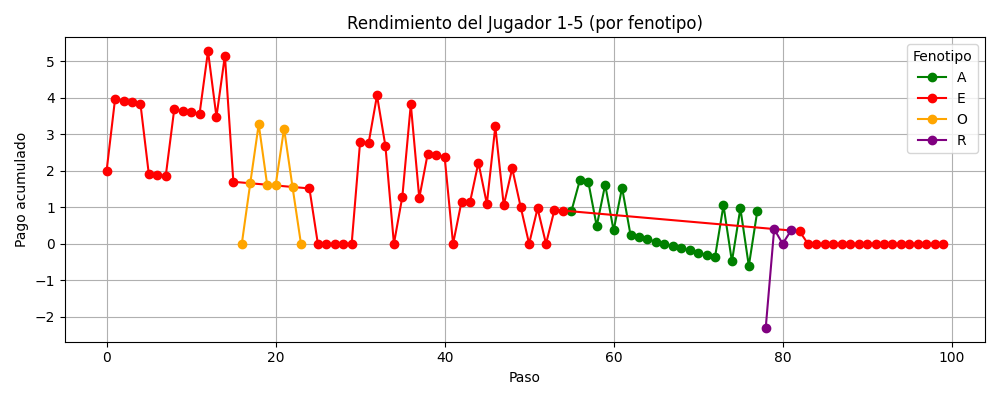 Rendimiento del Jugador 1-5 (por fenotipo)
Pago acumulado
5
4
3
2
1
0
−1
−2
Fenotipo
A
E
O
R
0
20
40
60
80
100
Paso